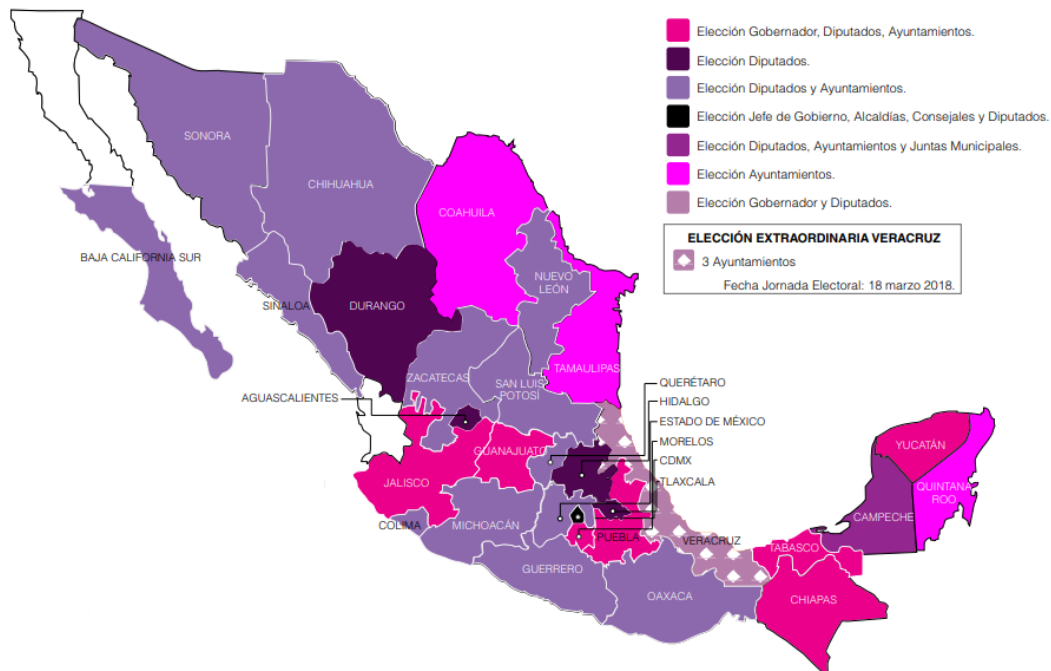 Elección Gobernador, Diputados, Ayuntamientos.
Elección Diputados.
Elección Diputados y Ayuntamientos.
Elección Jefe de Gobierno, Alcaldías, Consejales y Diputados.
Elección Diputados, Ayuntamientos y Juntas Municipales.
Elección Ayuntamientos.
Elección Gobernador y Diputados.
ELECCIÓN EXTRAORDINARIA VERACRUZ
3 Ayuntamientos
Fecha Jornada Electoral: 18 marzo 2018.
SONORA
CHIHUAHUA
COAHUILA
BAJA CALIFORNIA SUR
NUEVO
LEÓN
SINALOA
DURANGO
TAMAULIPAS
ZACATECAS
SAN LUIS
POTOSÍ
AGUASCALIENTES
QUERÉTARO
HIDALGO
ESTADO DE MÉXICO
MORELOS
CDMX
TLAXCALA
GUANAJUATO
JALISCO
YUCATÁN
QUINTANA
ROO
CAMPECHE
COLIMA
MICHOACÁN
PUEBLA
VERACRUZ
TABASCO
GUERRERO
OAXACA
CHIAPAS